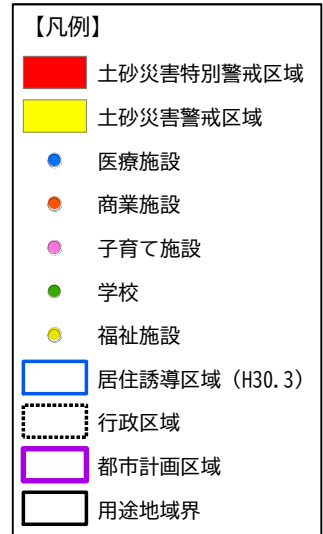 【凡例】
土砂災害特別警戒区域
土砂災害警戒区域
医療施設
商業施設
子育て施設
学校
福祉施設
居住誘導区域（H30.3）
行政区域
都市計画区域
用途地域界